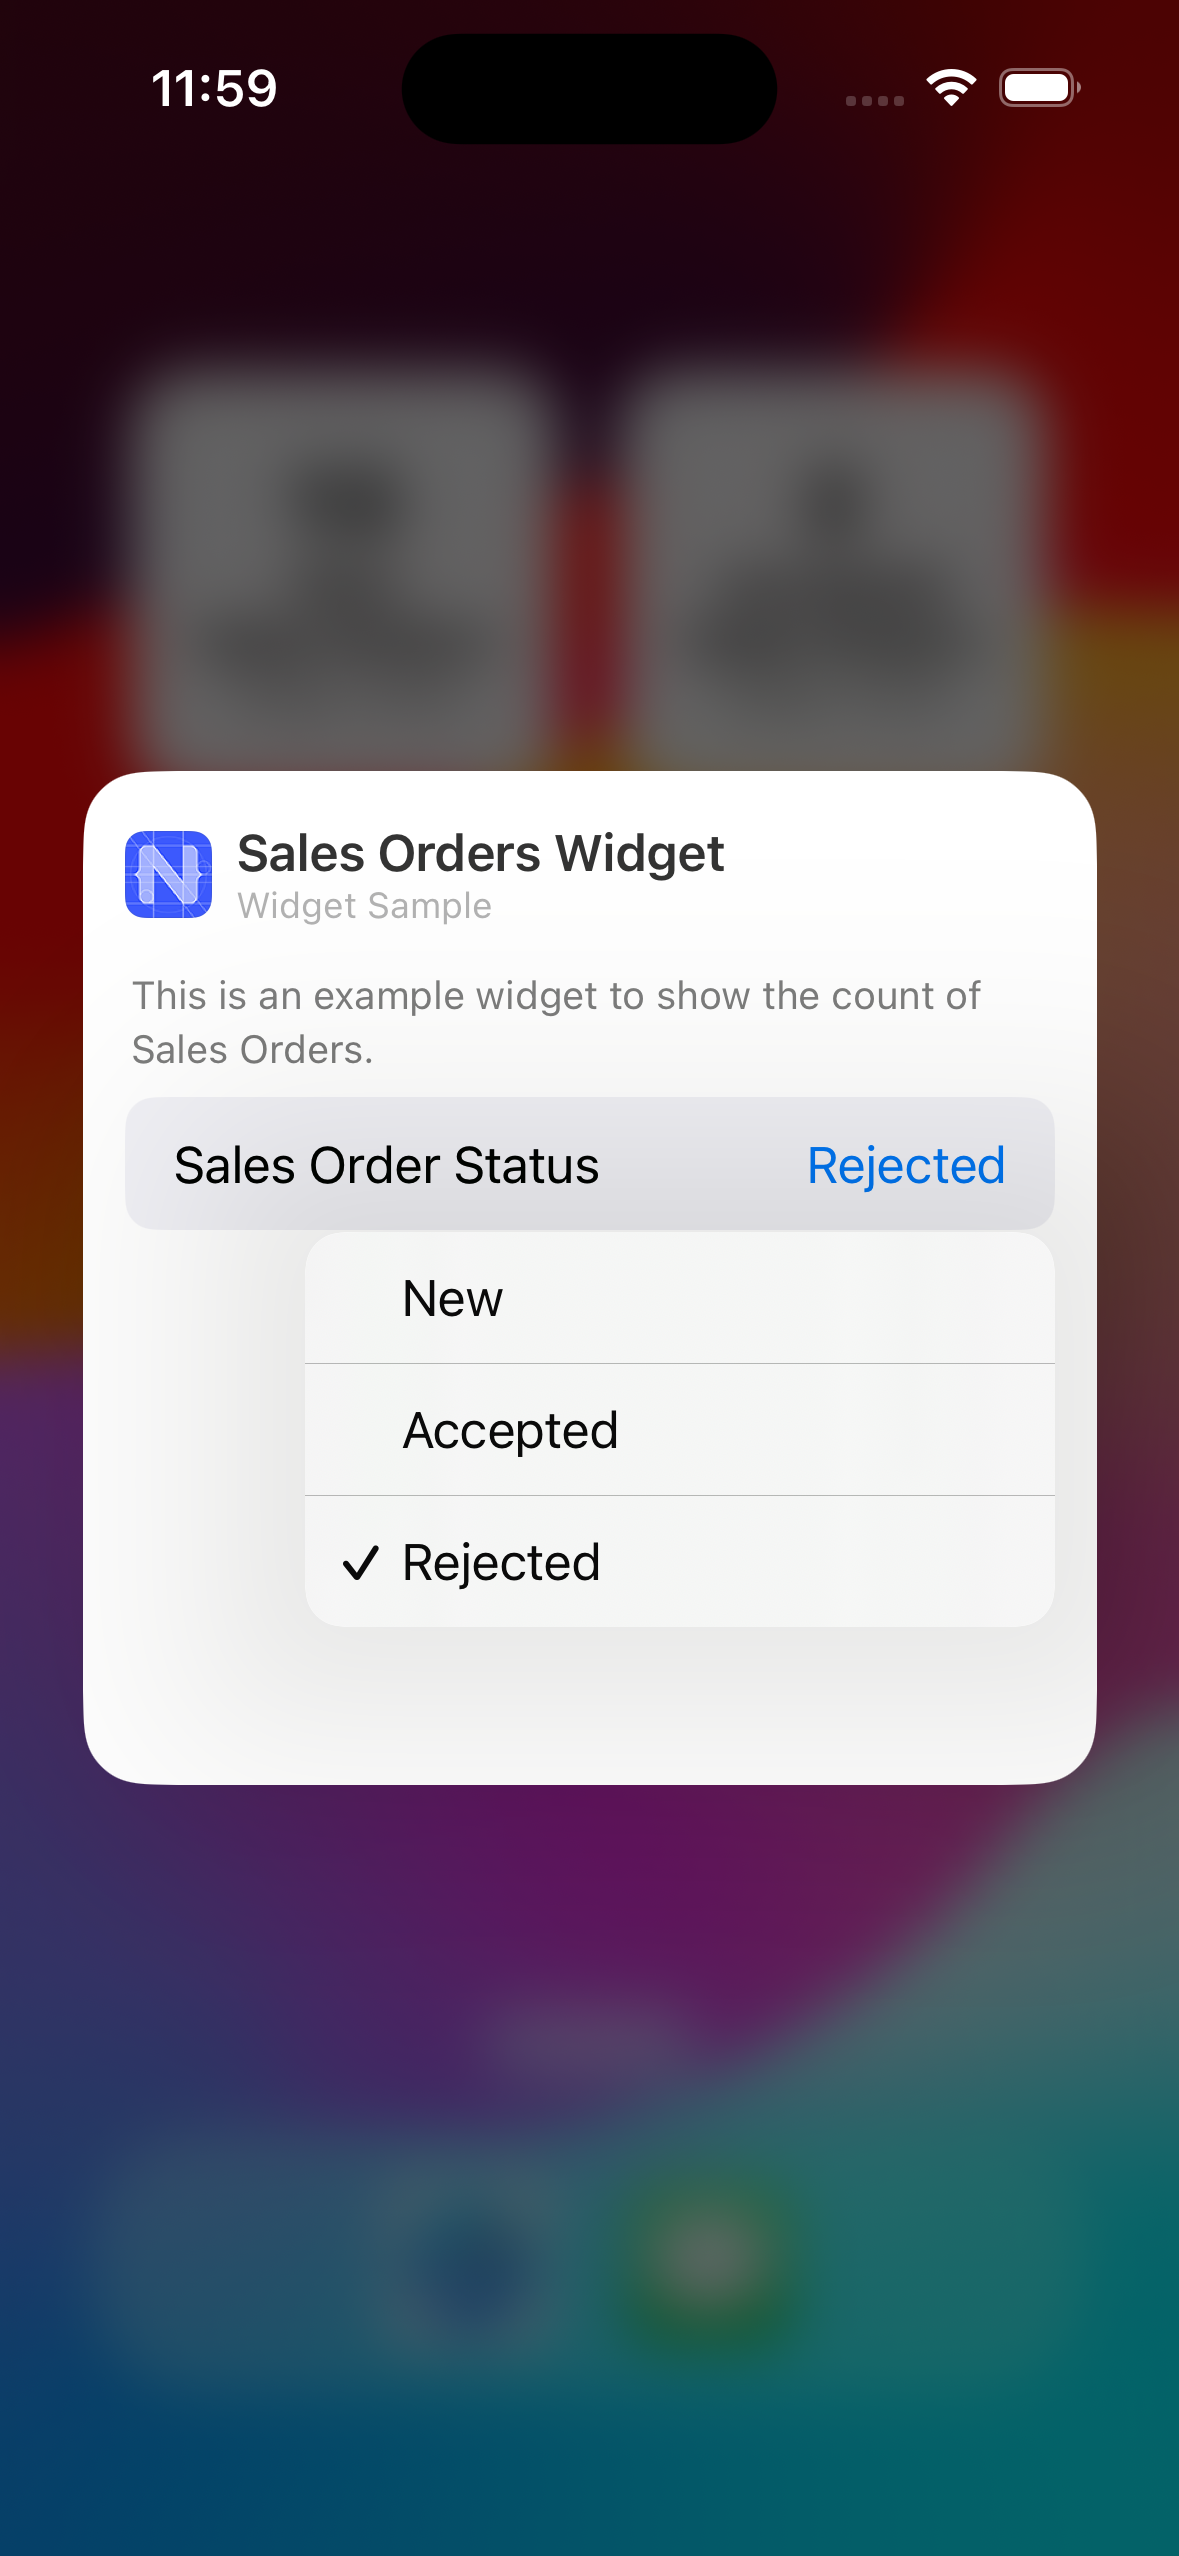 11:59
Sales Orders Widget
Widget Sample
This is an example widget to show the count of
Sales Orders.
Sales Order Status Rejected
New
Accepted
Rejected